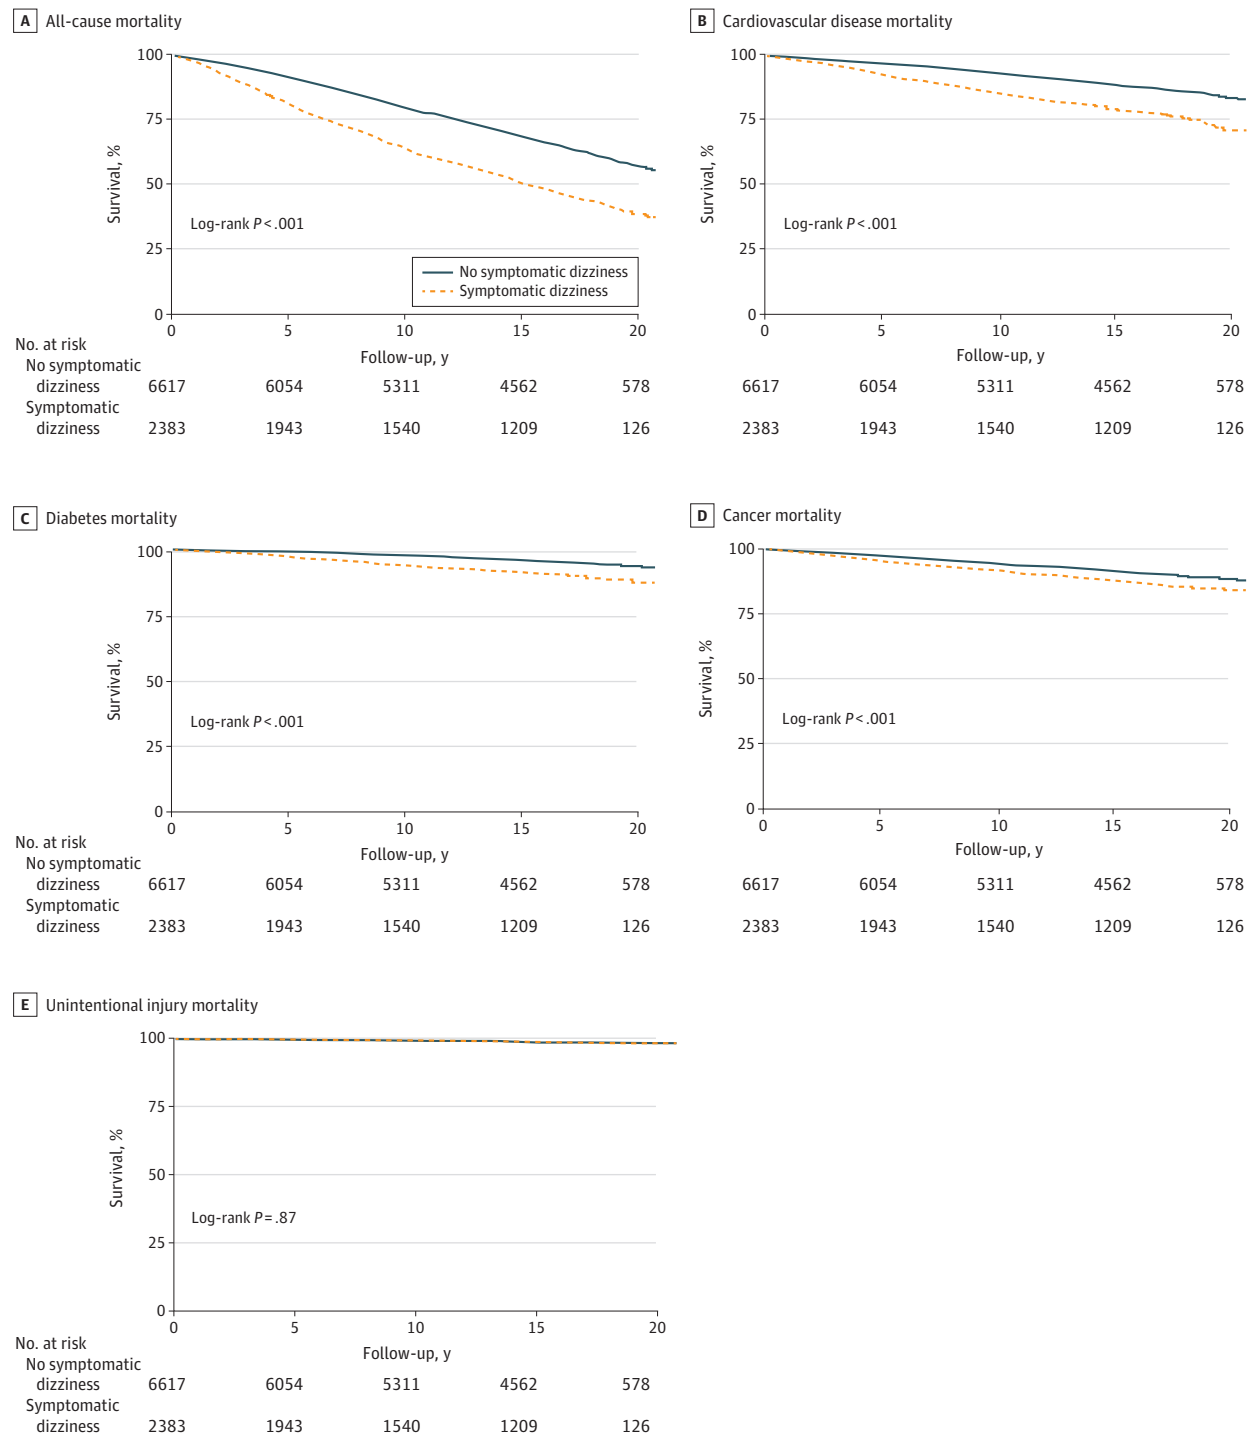 A All-cause mortality
100
75
50
25
0
Survival, %
Log-rank P < .001
No symptomatic dizziness
Symptomatic dizziness
0 5 10 15 20
Follow-up, y
No. at risk
No symptomatic
dizziness 6617 6054 5311 4562 578
Symptomatic
dizziness 2383 1943 1540 1209 126
B Cardiovascular disease mortality
100
75
50
25
0
Survival, %
Log-rank P < .001
0 5 10 15 20
Follow-up, y
6617 6054 5311 4562 578
2383 1943 1540 1209 126
C Diabetes mortality
100
75
50
25
0
Survival, %
Log-rank P < .001
0 5 10 15 20
Follow-up, y
No. at risk
No symptomatic
dizziness 6617 6054 5311 4562 578
Symptomatic
dizziness 2383 1943 1540 1209 126
D Cancer mortality
100
75
50
25
0
Survival, %
Log-rank P < .001
0 5 10 15 20
Follow-up, y
6617 6054 5311 4562 578
2383 1943 1540 1209 126
E Unintentional injury mortality
100
75
50
25
0
Survival, %
Log-rank P = .87
0 5 10 15 20
Follow-up, y
No. at risk
No symptomatic
dizziness 6617 6054 5311 4562 578
Symptomatic
dizziness 2383 1943 1540 1209 126